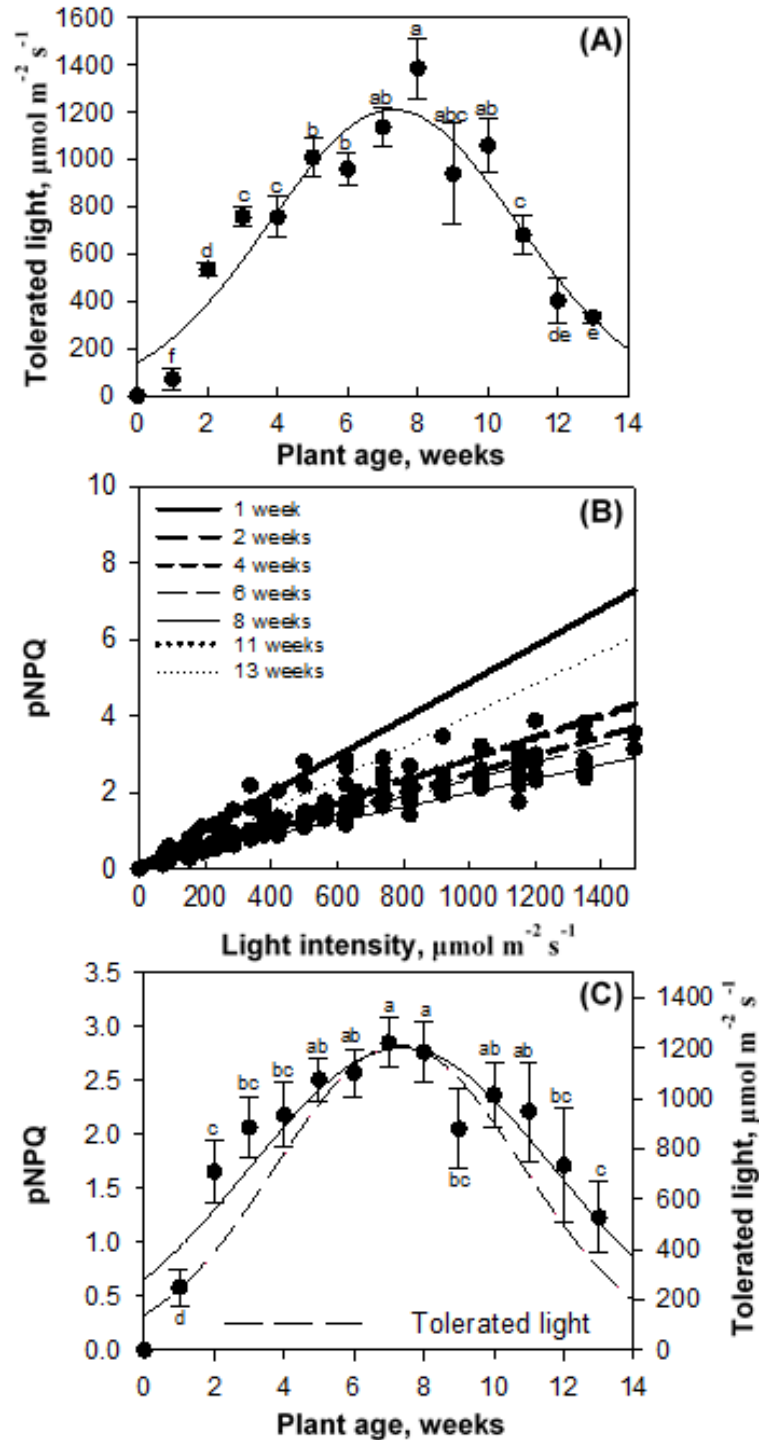 (A)
Tolerated light, µmol m⁻² s⁻¹
1600
1400
1200
1000
800
600
400
200
0
f
d
c
c
b
b
ab
a
abc
ab
c
de
e
0 2 4 6 8 10 12 14
Plant age, weeks
(B)
pNPQ
10
8
6
4
2
0
1 week
2 weeks
4 weeks
6 weeks
8 weeks
11 weeks
13 weeks
0 200 400 600 800 1000 1200 1400
Light intensity, µmol m⁻² s⁻¹
(C)
pNPQ
3.5
3.0
2.5
2.0
1.5
1.0
0.5
0.0
d
c
bc
bc
ab
ab
a
a
bc
ab
ab
bc
c
Tolerated light
1400
1200
1000
800
600
400
200
0
Tolerated light, µmol m⁻² s⁻¹
0 2 4 6 8 10 12 14
Plant age, weeks